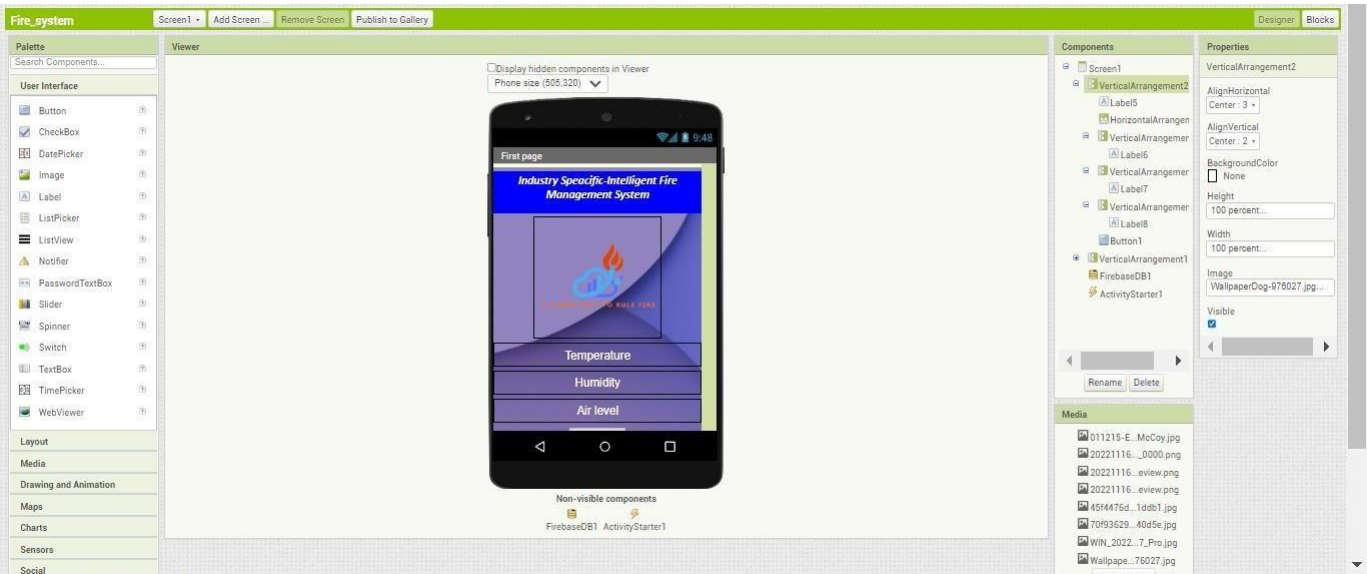 Fire_system
Screen1
Add Screen ...
Remove Screen
Publish to Gallery
Designer
Blocks
Palette
Search Components...
User Interface
Button
CheckBox
DatePicker
Image
Label
ListPicker
ListView
Notifier
PasswordTextBox
Slider
Spinner
Switch
TextBox
TimePicker
WebViewer
Layout
Media
Drawing and Animation
Maps
Charts
Sensors
Social
Viewer
Display hidden components in Viewer
Phone size (505,320)
9:48
First page
Industry Speacific-Intelligent Fire
Management System
TO RULE FIRE
Temperature
Humidity
Air level
Non-visible components
FirebaseDB1 ActivityStarter1
Components
Screen1
VerticalArrangement2
Label5
HorizontalArrangen
VerticalArrangemer
Label6
VerticalArrangemer
Label7
VerticalArrangemer
Label8
Button1
VerticalArrangement1
FirebaseDB1
ActivityStarter1
Rename Delete
Media
011215-E...McCoy.jpg
20221116..._0000.png
20221116...eview.png
20221116...eview.png
45f4476d...1ddb1.jpg
70f93629...40d5e.jpg
WIN_2022...7_Pro.jpg
Wallpape...76027.jpg
Properties
VerticalArrangement2
AlignHorizontal
Center : 3
AlignVertical
Center : 2
BackgroundColor
None
Height
100 percent...
Width
100 percent...
Image
WallpaperDog-976027.jpg...
Visible